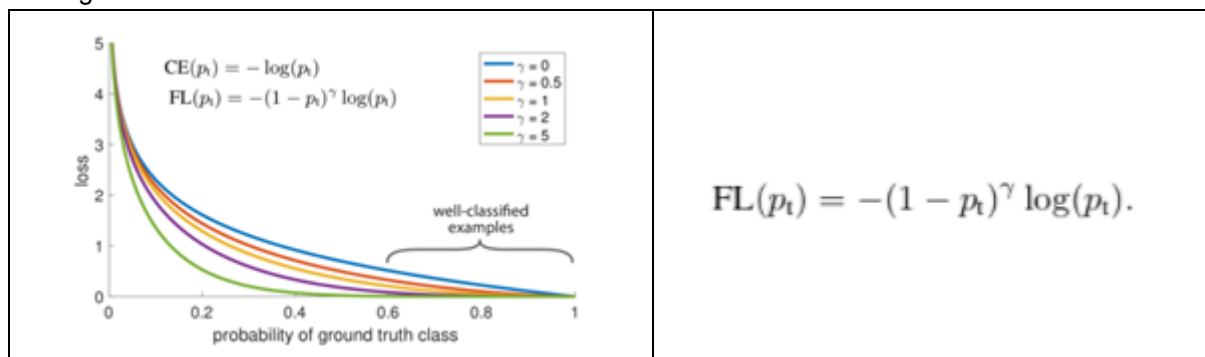 5
CE(pₜ) = − log(pₜ)
FL(pₜ) = −(1 − pₜ)^γ log(pₜ)
γ = 0
γ = 0.5
γ = 1
γ = 2
γ = 5
4
3
2
1
0
loss
well-classified
examples
0 0.2 0.4 0.6 0.8 1
probability of ground truth class
FL(pₜ) = −(1 − pₜ)^γ log(pₜ).